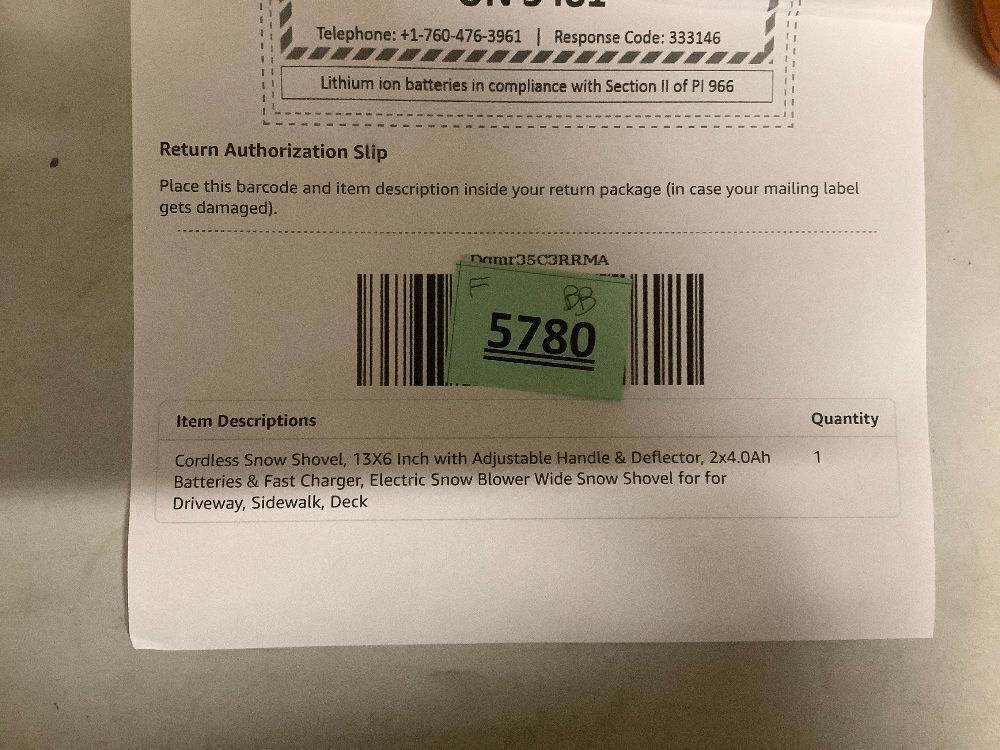 Telephone: +1-760-476-3961 | Response Code: 333146
Lithium ion batteries in compliance with Section II of PI 966
Return Authorization Slip
Place this barcode and item description inside your return package (in case your mailing label
gets damaged).
F BB
5780
Item Descriptions Quantity
Cordless Snow Shovel, 13X6 Inch with Adjustable Handle & Deflector, 2x4.0Ah 1
Batteries & Fast Charger, Electric Snow Blower Wide Snow Shovel for for
Driveway, Sidewalk, Deck